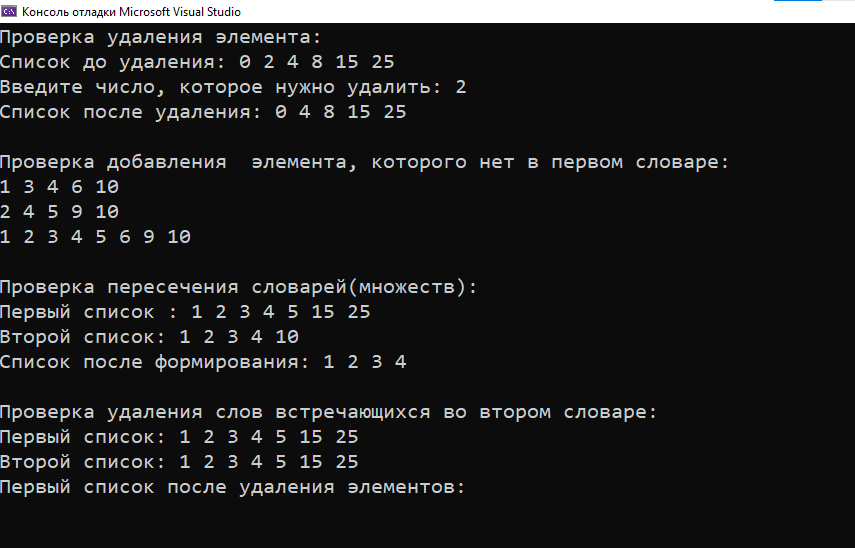 Консоль отладки Microsoft Visual Studio
Проверка удаления элемента:
Список до удаления: 0 2 4 8 15 25
Введите число, которое нужно удалить: 2
Список после удаления: 0 4 8 15 25
Проверка добавления  элемента, которого нет в первом словаре:
1 3 4 6 10
2 4 5 9 10
1 2 3 4 5 6 9 10
Проверка пересечения словарей(множеств):
Первый список : 1 2 3 4 5 15 25
Второй список: 1 2 3 4 10
Список после формирования: 1 2 3 4
Проверка удаления слов встречающихся во втором словаре:
Первый список: 1 2 3 4 5 15 25
Второй список: 1 2 3 4 5 15 25
Первый список после удаления элементов: